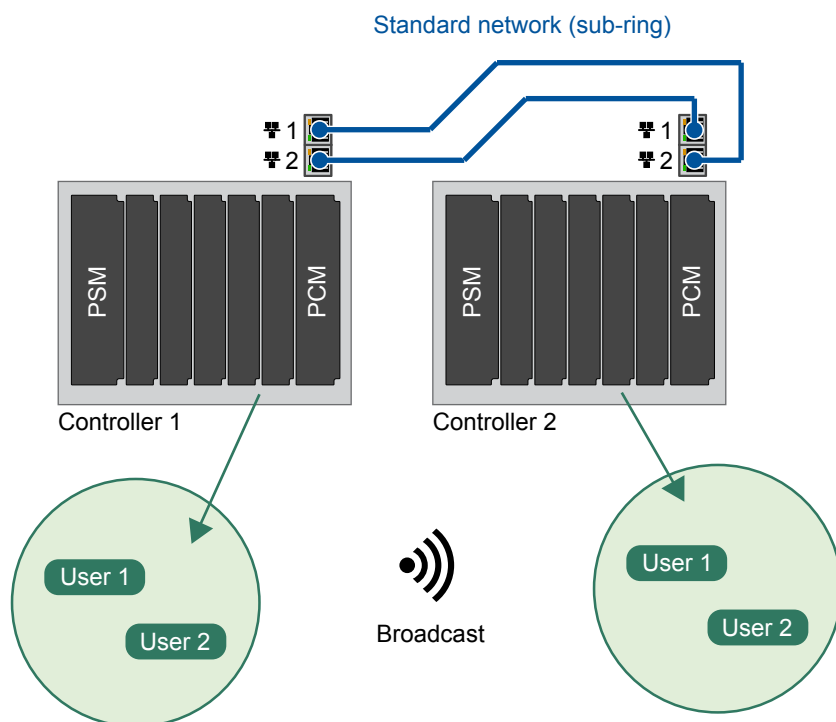 Standard network (sub-ring)
1
2
1
2
PSM
PCM
PSM
PCM
Controller 1
Controller 2
User 1
User 2
Broadcast
User 1
User 2